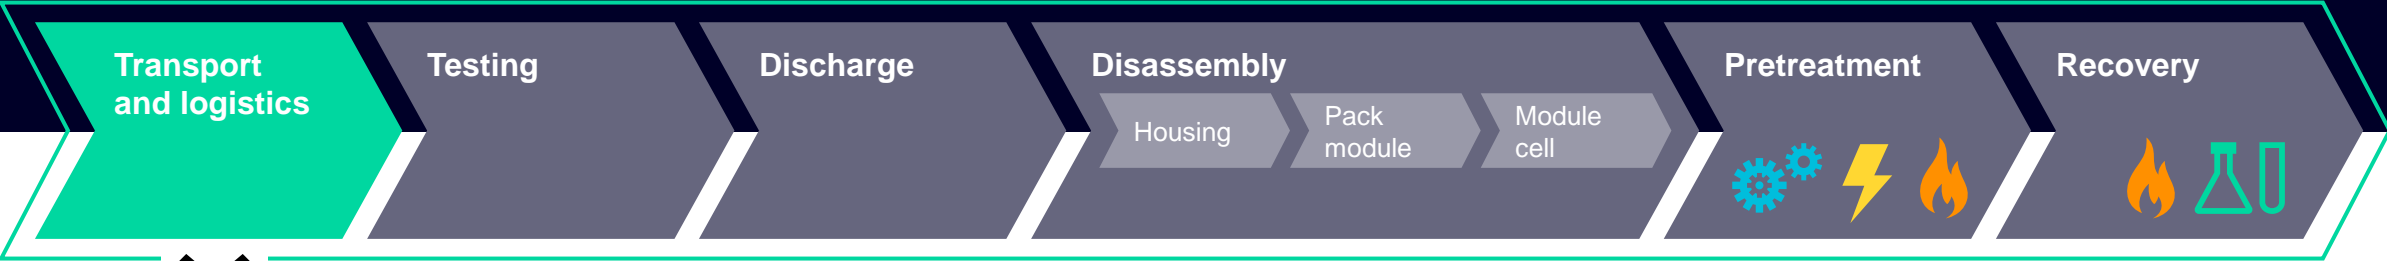 Transport
and logistics
Testing
Discharge
Disassembly
Housing
Pack
module
Module
cell
Pretreatment
Recovery